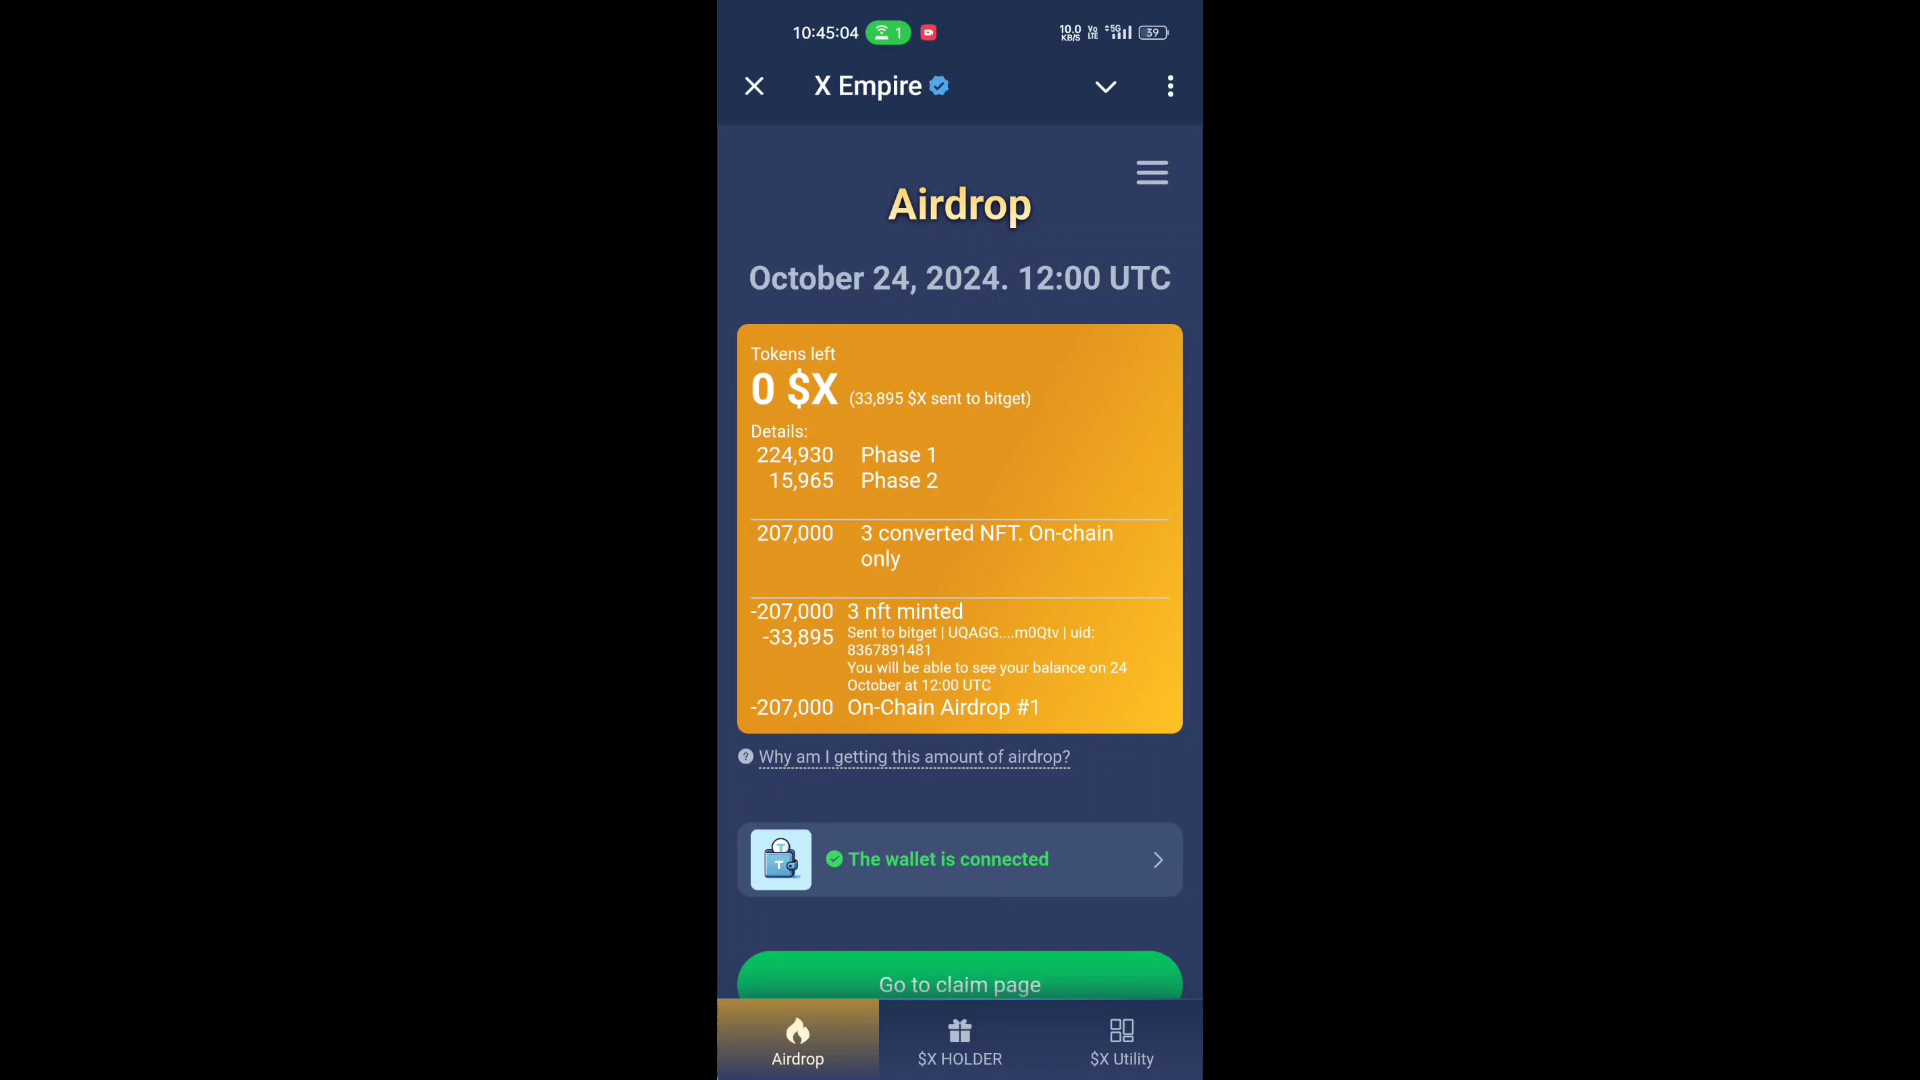 10:45:04 1 10.0 KB/S Vo LTE 5G 39
X Empire
Airdrop
October 24, 2024. 12:00 UTC
Tokens left
0 $X (33,895 $X sent to bitget)
Details:
224,930 Phase 1
15,965 Phase 2
207,000 3 converted NFT. On-chain
only
-207,000 3 nft minted
-33,895 Sent to bitget | UQAGG....m0Qtv | uid:
8367891481
You will be able to see your balance on 24
October at 12:00 UTC
-207,000 On-Chain Airdrop #1
? Why am I getting this amount of airdrop?
T
T
The wallet is connected
Go to claim page
Airdrop $X HOLDER $X Utility